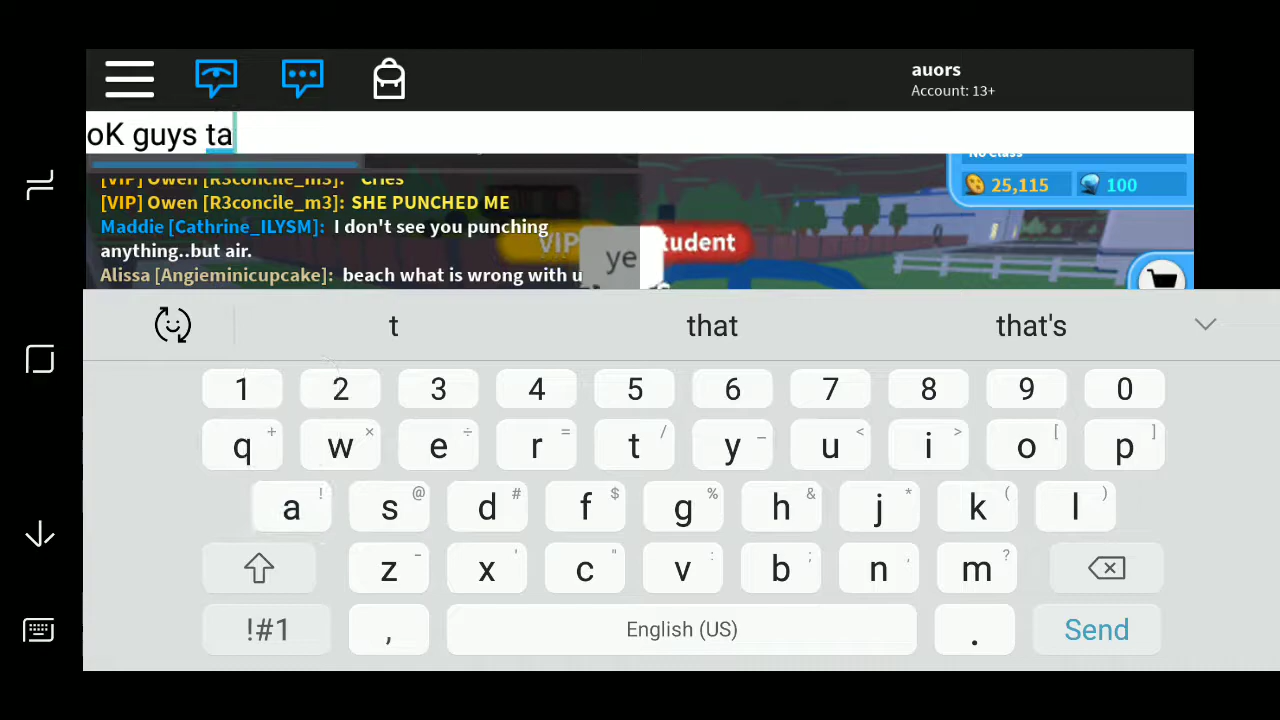 auors
Account: 13+
oK guys ta
No Class
25,115 100
[VIP] Owen [R3concile_m3]: *Cries*
[VIP] Owen [R3concile_m3]: SHE PUNCHED ME
Maddie [Cathrine_ILYSM]: I don't see you punching
anything..but air.
Alissa [Angieminicupcake]: beach what is wrong with u
VIP
ye
t that that's
1 2 3 4 5 6 7 8 9 0
q + w × e ÷ r = t / y _ u < i > o [ p ]
a ! s @ d # f $ g % h & j * k ( l )
z - x ' c " v : b ; n , m ?
!#1 , English (US) . Send